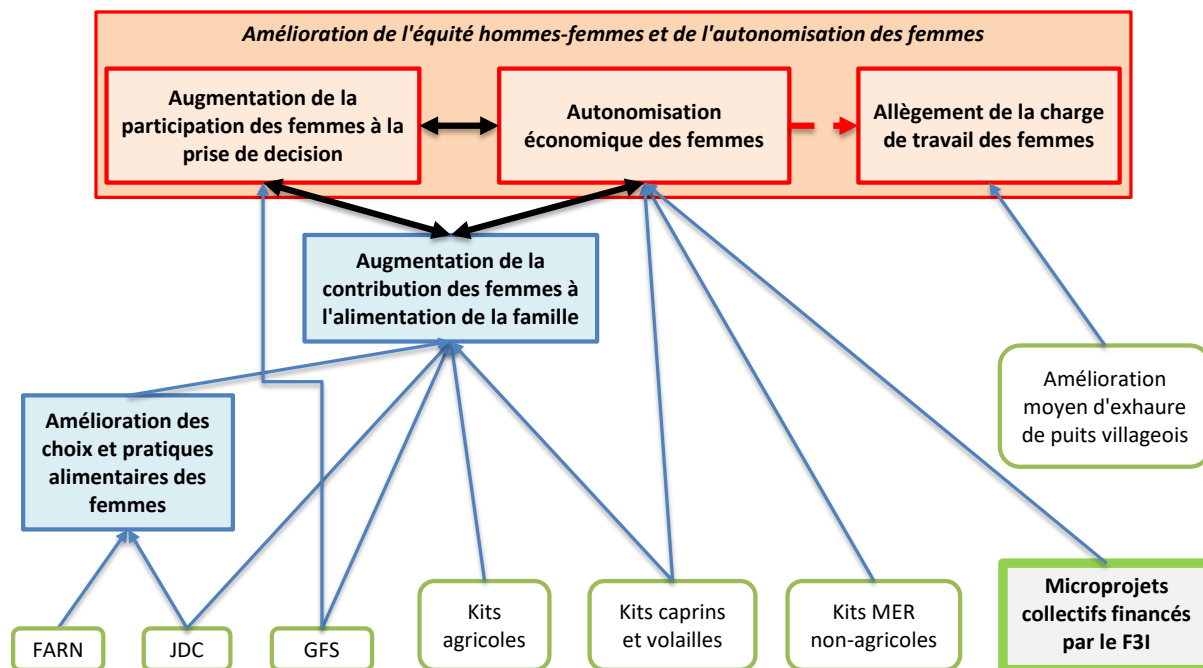 Amélioration de l'équité hommes-femmes et de l'autonomisation des femmes
Augmentation de la
participation des femmes à la
prise de decision
Autonomisation
économique des femmes
Allègement de la charge
de travail des femmes
Augmentation de la
contribution des femmes à
l'alimentation de la famille
Amélioration
moyen d'exhaure
de puits villageois
Amélioration des
choix et pratiques
alimentaires des
femmes
FARN
JDC
GFS
Kits
agricoles
Kits caprins
et volailles
Kits MER
non-agricoles
Microprojets
collectifs financés
par le F3I